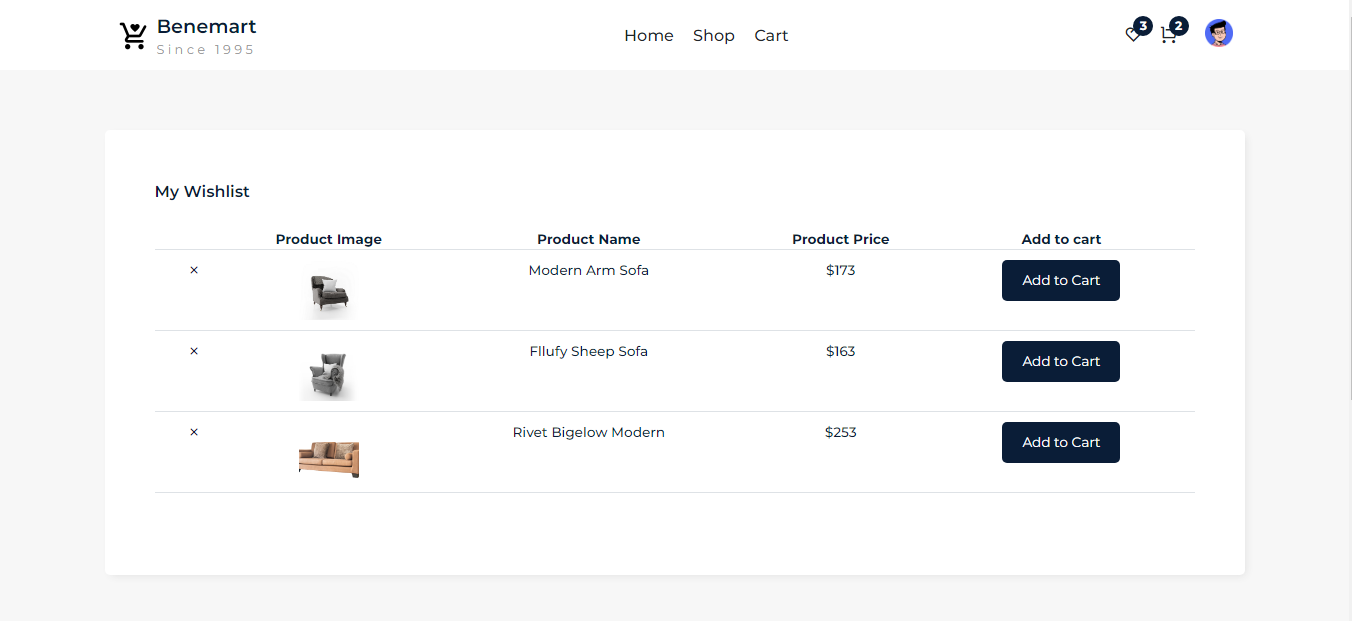 Benemart
Since 1995
Home Shop Cart
3 2
My Wishlist
Product Image Product Name Product Price Add to cart
× Modern Arm Sofa $173 Add to Cart
× Fllufy Sheep Sofa $163 Add to Cart
× Rivet Bigelow Modern $253 Add to Cart